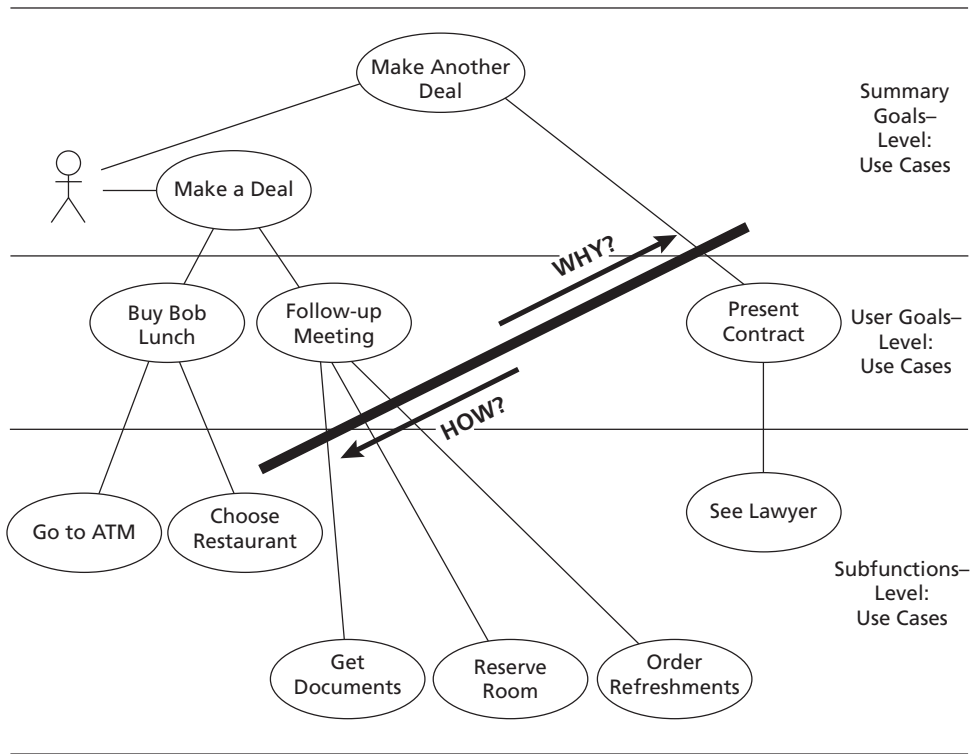 Make Another
Deal
Summary
Goals–
Level:
Use Cases
Make a Deal
WHY?
Buy Bob
Lunch
Follow-up
Meeting
Present
Contract
User Goals–
Level:
Use Cases
HOW?
Go to ATM
Choose
Restaurant
See Lawyer
Subfunctions–
Level:
Use Cases
Get
Documents
Reserve
Room
Order
Refreshments